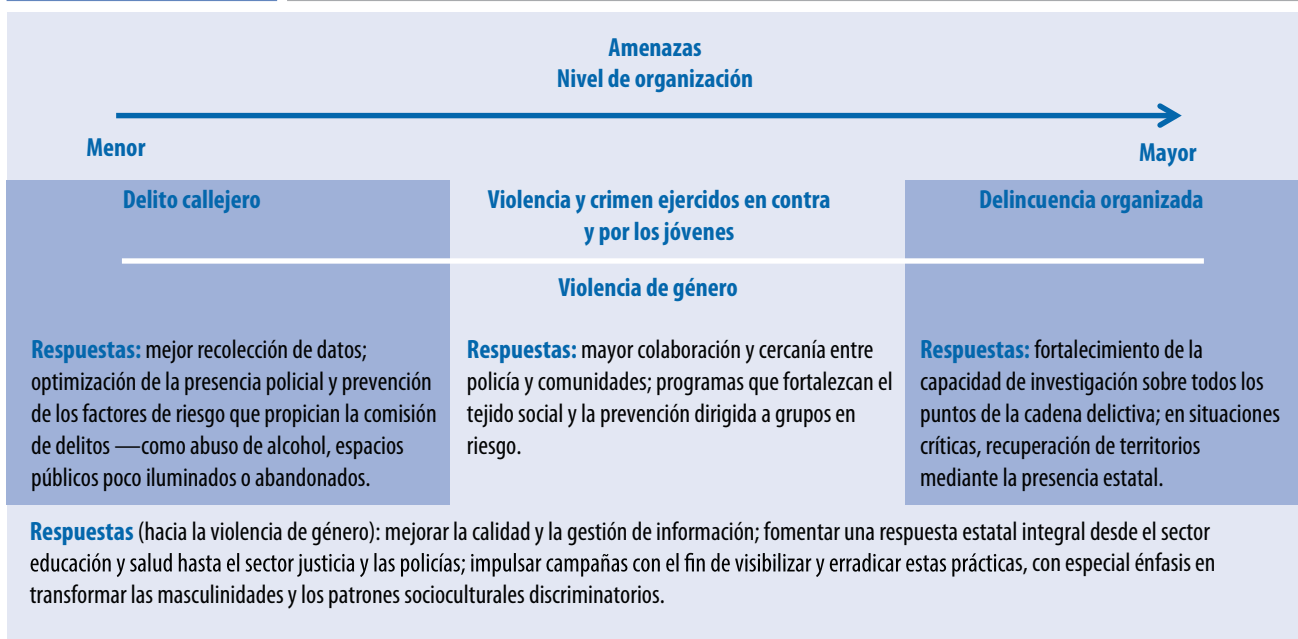 Amenazas
Nivel de organización
Menor
Mayor
Delito callejero
Violencia y crimen ejercidos en contra
y por los jóvenes
Delincuencia organizada
Violencia de género
Respuestas: mejor recolección de datos;
optimización de la presencia policial y prevención
de los factores de riesgo que propician la comisión
de delitos —como abuso de alcohol, espacios
públicos poco iluminados o abandonados.
Respuestas: mayor colaboración y cercanía entre
policía y comunidades; programas que fortalezcan el
tejido social y la prevención dirigida a grupos en
riesgo.
Respuestas: fortalecimiento de la
capacidad de investigación sobre todos los
puntos de la cadena delictiva; en situaciones
críticas, recuperación de territorios
mediante la presencia estatal.
Respuestas (hacia la violencia de género): mejorar la calidad y la gestión de información; fomentar una respuesta estatal integral desde el sector
educación y salud hasta el sector justicia y las policías; impulsar campañas con el fin de visibilizar y erradicar estas prácticas, con especial énfasis en
transformar las masculinidades y los patrones socioculturales discriminatorios.